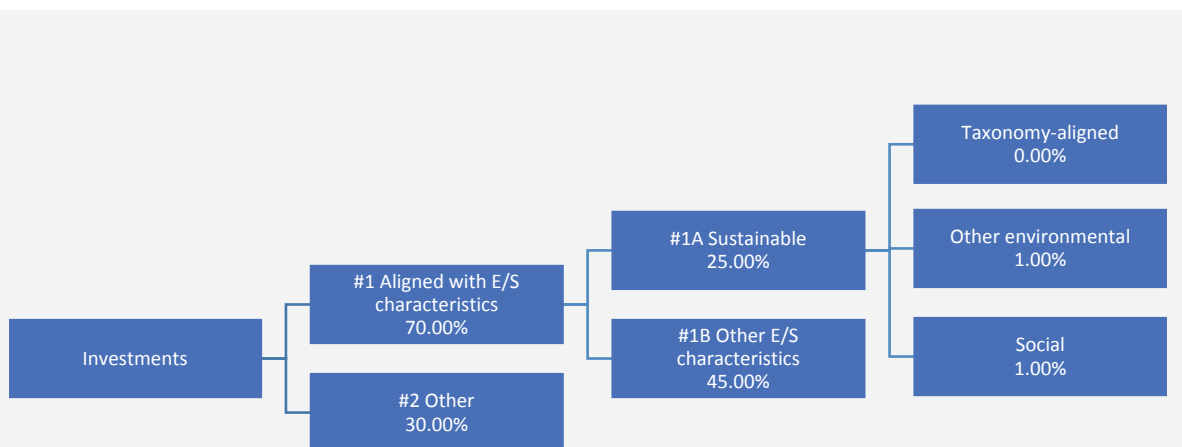 Investments
#1 Aligned with E/S
characteristics
70.00%
#2 Other
30.00%
#1A Sustainable
25.00%
#1B Other E/S
characteristics
45.00%
Taxonomy-aligned
0.00%
Other environmental
1.00%
Social
1.00%